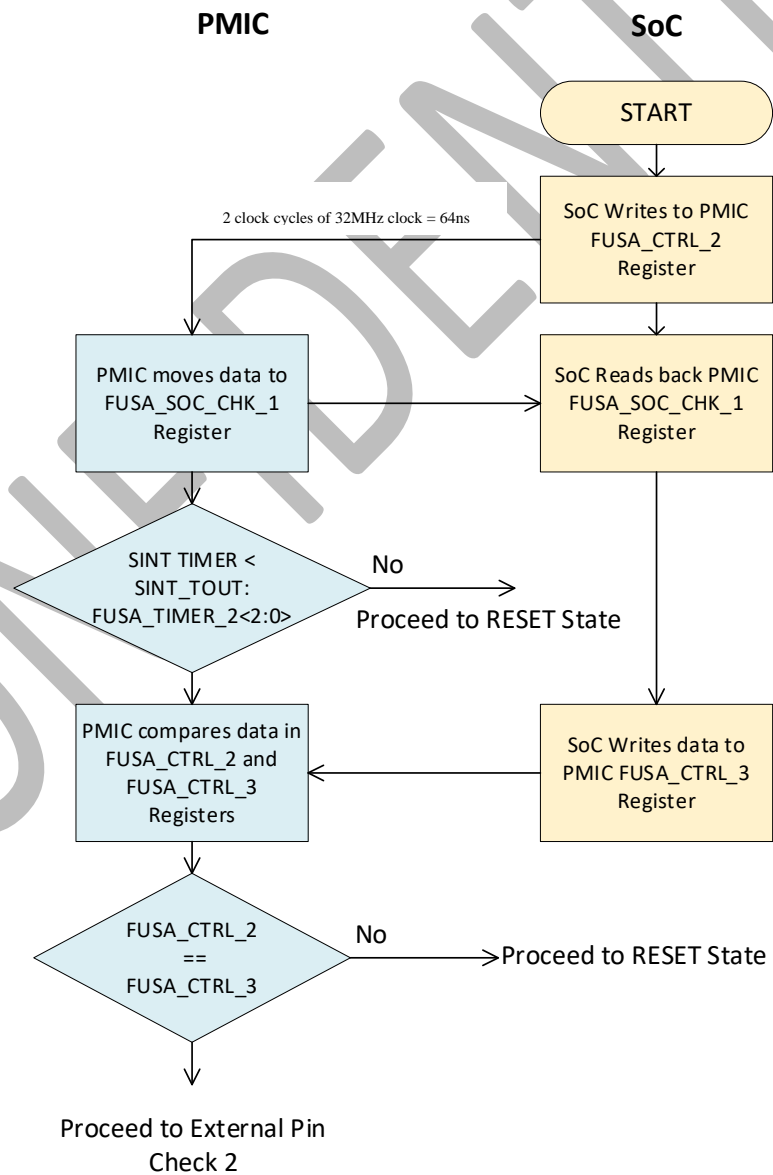 PMIC
SoC
START
SoC Writes to PMIC
FUSA_CTRL_2
Register
2 clock cycles of 32MHz clock = 64ns
PMIC moves data to
FUSA_SOC_CHK_1
Register
SoC Reads back PMIC
FUSA_SOC_CHK_1
Register
SINT TIMER <
SINT_TOUT:
FUSA_TIMER_2<2:0>
No
Proceed to RESET State
PMIC compares data in
FUSA_CTRL_2 and
FUSA_CTRL_3
Registers
SoC Writes data to
PMIC FUSA_CTRL_3
Register
FUSA_CTRL_2
==
FUSA_CTRL_3
No
Proceed to RESET State
Proceed to External Pin
Check 2